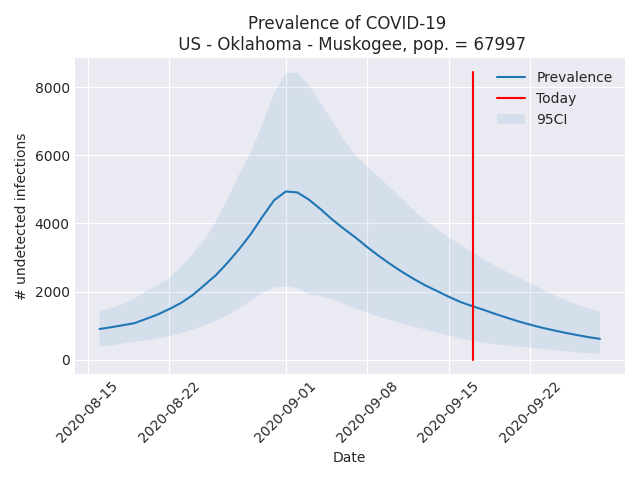 Prevalence of COVID-19
US - Oklahoma - Muskogee, pop. = 67997
Prevalence
Today
95CI
# undetected infections
8000
6000
4000
2000
0
2020-08-15
2020-08-22
2020-09-01
2020-09-08
2020-09-15
2020-09-22
Date